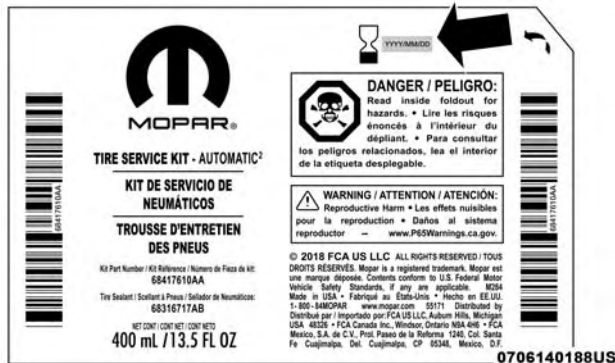 YYYY/MM/DD
MOPAR®
TIRE SERVICE KIT - AUTOMATIC²
KIT DE SERVICIO DE
NEUMÁTICOS
TROUSSE D'ENTRETIEN
DES PNEUS
Kit Part Number / Kit Référence / Número de Pieza de kit:
68417610AA
Tire Sealant / Scellant à Pneus / Sellador de Neumáticos:
68316717AB
NET CONT / CONT NET / CONT NETO
400 mL / 13.5 FL OZ
68417610AA
DANGER / PELIGRO:
Read inside foldout for
hazards. • Lire les risques
énoncés à l'intérieur du
dépliant. • Para consultar
los peligros relacionados, lea el interior
de la etiqueta desplegable.
WARNING / ATTENTION / ATENCIÓN:
Reproductive Harm • Les effets nuisibles
pour la reproduction • Daños al sistema
reproductor – www.P65Warnings.ca.gov.
© 2018 FCA US LLC ALL RIGHTS RESERVED / TOUS
DROITS RÉSERVÉS. Mopar is a registered trademark. Mopar est
une marque déposée. Contents conform to U.S. Federal Motor
Vehicle Safety Standards, if any are applicable. M264
Made in USA • Fabriqué au États-Unis • Hecho en EE.UU.
1-800-84MOPAR www.mopar.com 55171 Distributed by
Distribué par / Importado por: FCA US LLC, Auburn Hills, Michigan
USA 48326 • FCA Canada Inc., Windsor, Ontario N9A 4H6 • FCA
Mexico, S.A. de C.V., Prol. Paseo de la Reforma 1240, Col. Santa
Fe Cuajimalpa, Del. Cuajimalpa, CP 05348, Mexico, D.F.
68417610AA
0706140188US